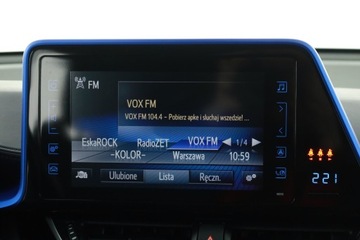 FM
VOX FM
VOX FM 104.4 – Pobierz apke i sluchaj wszedzie! ...
EskaROCK RadioZET VOX FM 1/4
–KOLOR– Warszawa 10:59
Ulubione Lista Ręczn.
221